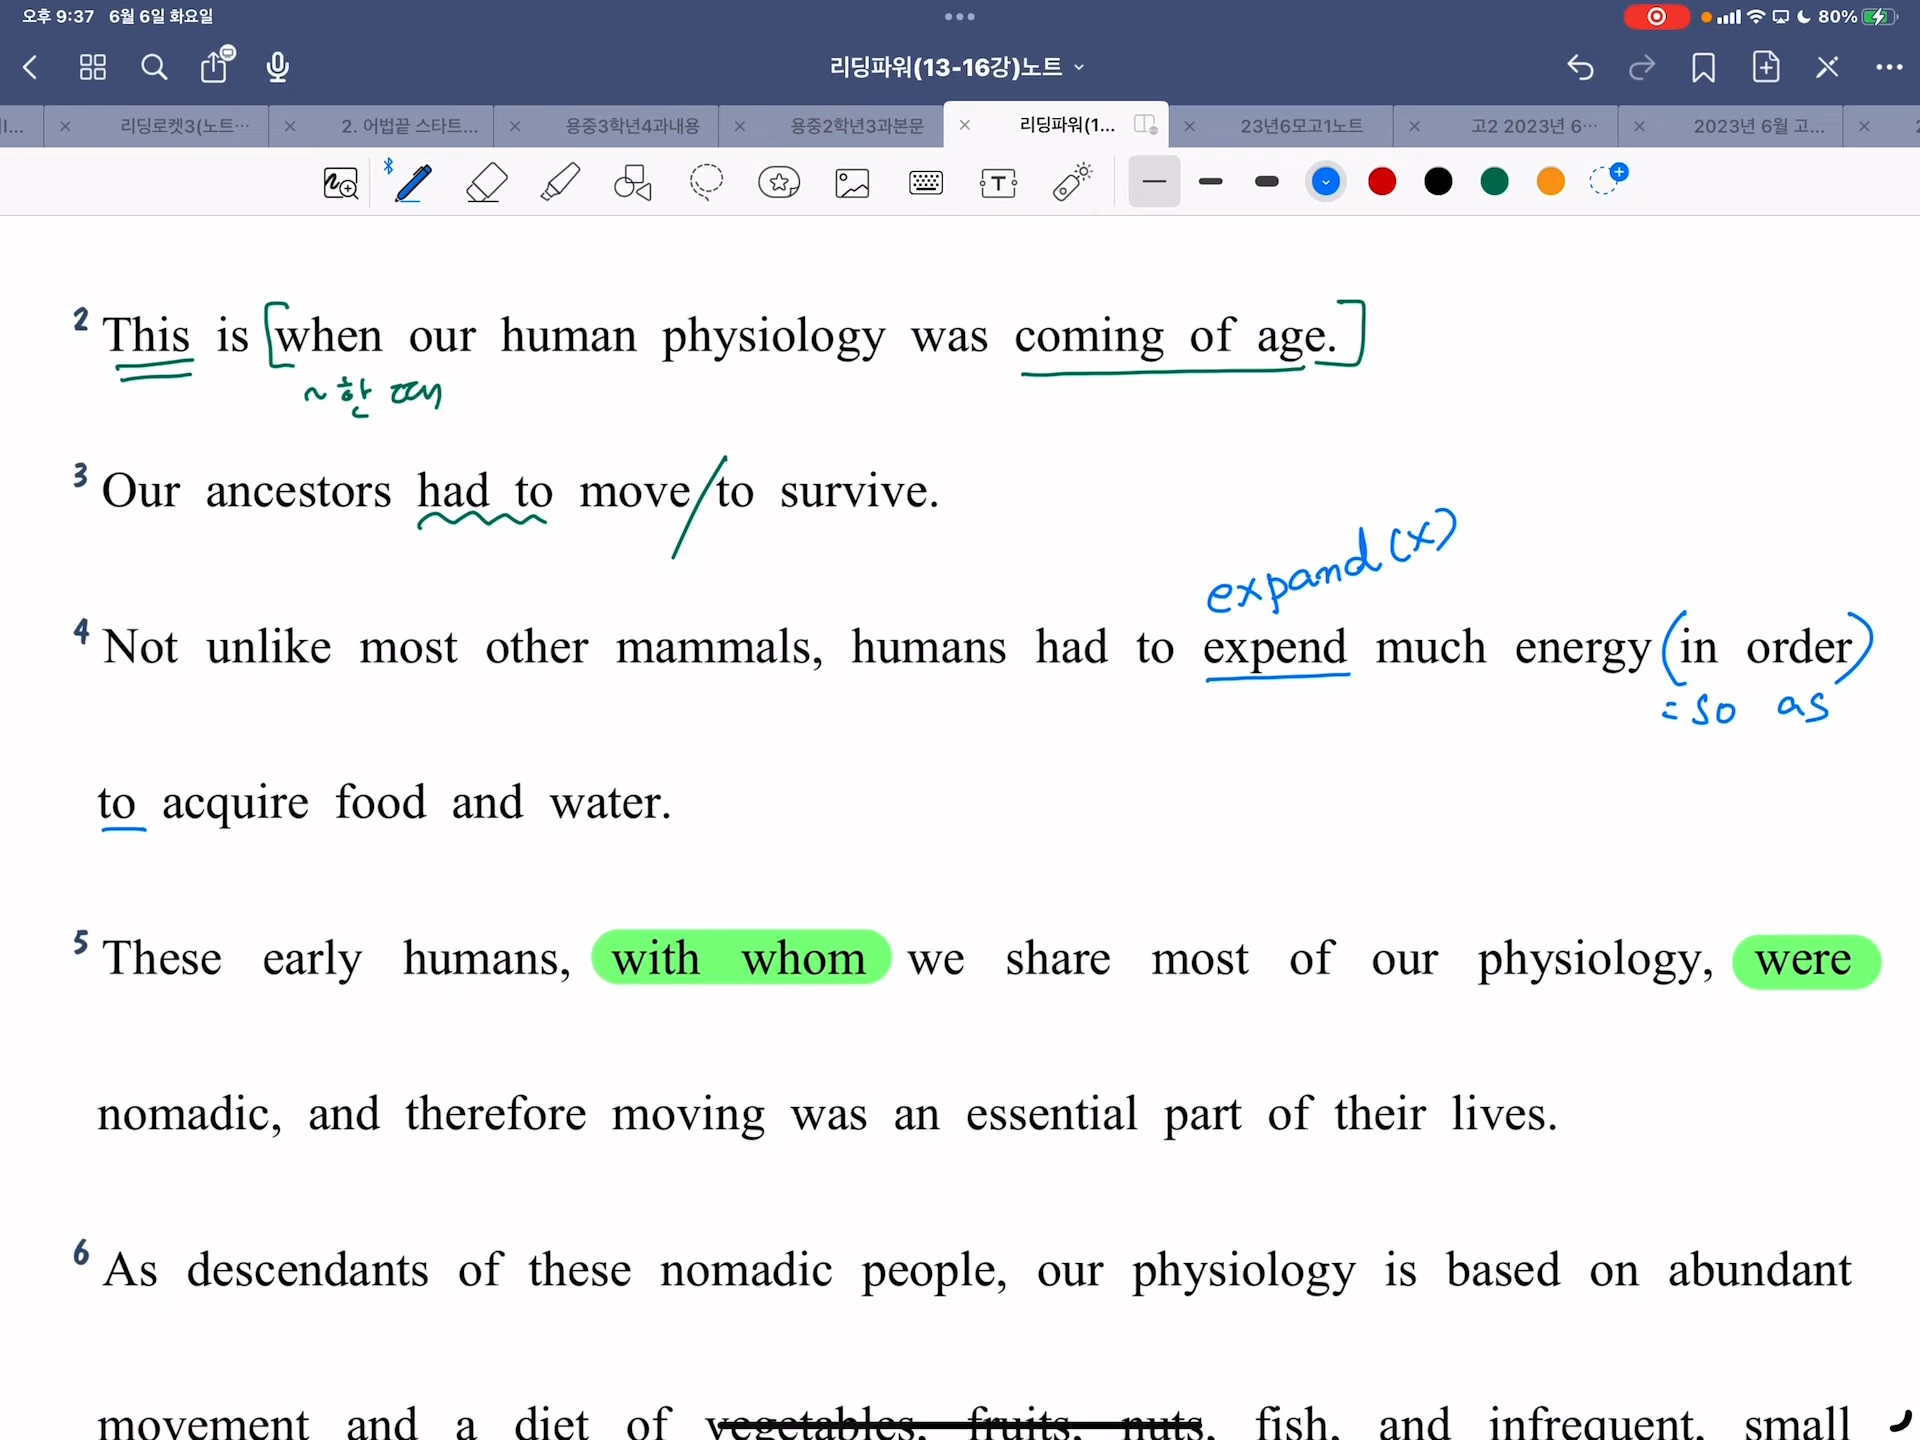 오후 9:37 6월 6일 화요일
80%
리딩파워(13-16강)노트
리딩로켓3(노트… 2. 어법끝 스타트... 용중3학년4과내용 용중2학년3과본문 리딩파워(1... 23년6모고1노트 고2 2023년 6… 2023년 6월 고...
2 This is [when our human physiology was coming of age.]
~한 때
3 Our ancestors had to move / to survive.
expand (x)
4 Not unlike most other mammals, humans had to expend much energy (in order)
= so as
to acquire food and water.
5 These early humans, with whom we share most of our physiology, were
nomadic, and therefore moving was an essential part of their lives.
6 As descendants of these nomadic people, our physiology is based on abundant
movement and a diet of vegetables, fruits, nuts, fish, and infrequent, small